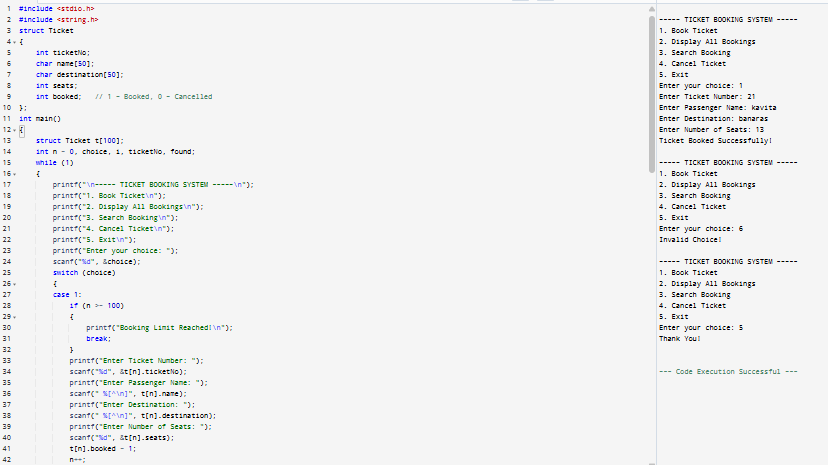 1 #include <stdio.h>
2 #include <string.h>
3 struct Ticket
4 {
5 int ticketNo;
6 char name[50];
7 char destination[50];
8 int seats;
9 int booked; // 1 = Booked, 0 = Cancelled
10 };
11 int main()
12 {
13 struct Ticket t[100];
14 int n = 0, choice, i, ticketNo, found;
15 while (1)
16 {
17 printf("\n----- TICKET BOOKING SYSTEM -----\n");
18 printf("1. Book Ticket\n");
19 printf("2. Display All Bookings\n");
20 printf("3. Search Booking\n");
21 printf("4. Cancel Ticket\n");
22 printf("5. Exit\n");
23 printf("Enter your choice: ");
24 scanf("%d", &choice);
25 switch (choice)
26 {
27 case 1:
28 if (n >= 100)
29 {
30 printf("Booking Limit Reached!\n");
31 break;
32 }
33 printf("Enter Ticket Number: ");
34 scanf("%d", &t[n].ticketNo);
35 printf("Enter Passenger Name: ");
36 scanf(" %[^\n]", t[n].name);
37 printf("Enter Destination: ");
38 scanf(" %[^\n]", t[n].destination);
39 printf("Enter Number of Seats: ");
40 scanf("%d", &t[n].seats);
41 t[n].booked = 1;
42 n++;
----- TICKET BOOKING SYSTEM -----
1. Book Ticket
2. Display All Bookings
3. Search Booking
4. Cancel Ticket
5. Exit
Enter your choice: 1
Enter Ticket Number: 21
Enter Passenger Name: kavita
Enter Destination: banaras
Enter Number of Seats: 13
Ticket Booked Successfully!
----- TICKET BOOKING SYSTEM -----
1. Book Ticket
2. Display All Bookings
3. Search Booking
4. Cancel Ticket
5. Exit
Enter your choice: 6
Invalid Choice!
----- TICKET BOOKING SYSTEM -----
1. Book Ticket
2. Display All Bookings
3. Search Booking
4. Cancel Ticket
5. Exit
Enter your choice: 5
Thank You!
=== Code Execution Successful ===